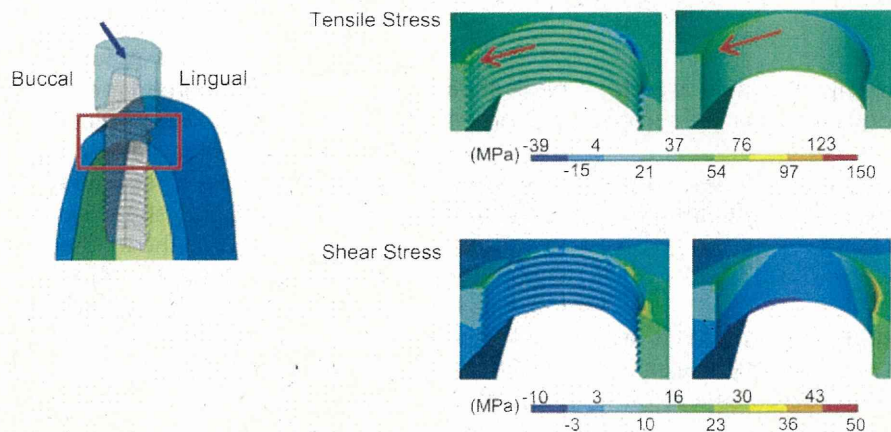 Tensile Stress
Buccal Lingual
-39 4 37 76 123
(MPa)
-15 21 54 97 150
Shear Stress
-10 3 16 30 43
(MPa)
-3 10 23 36 50